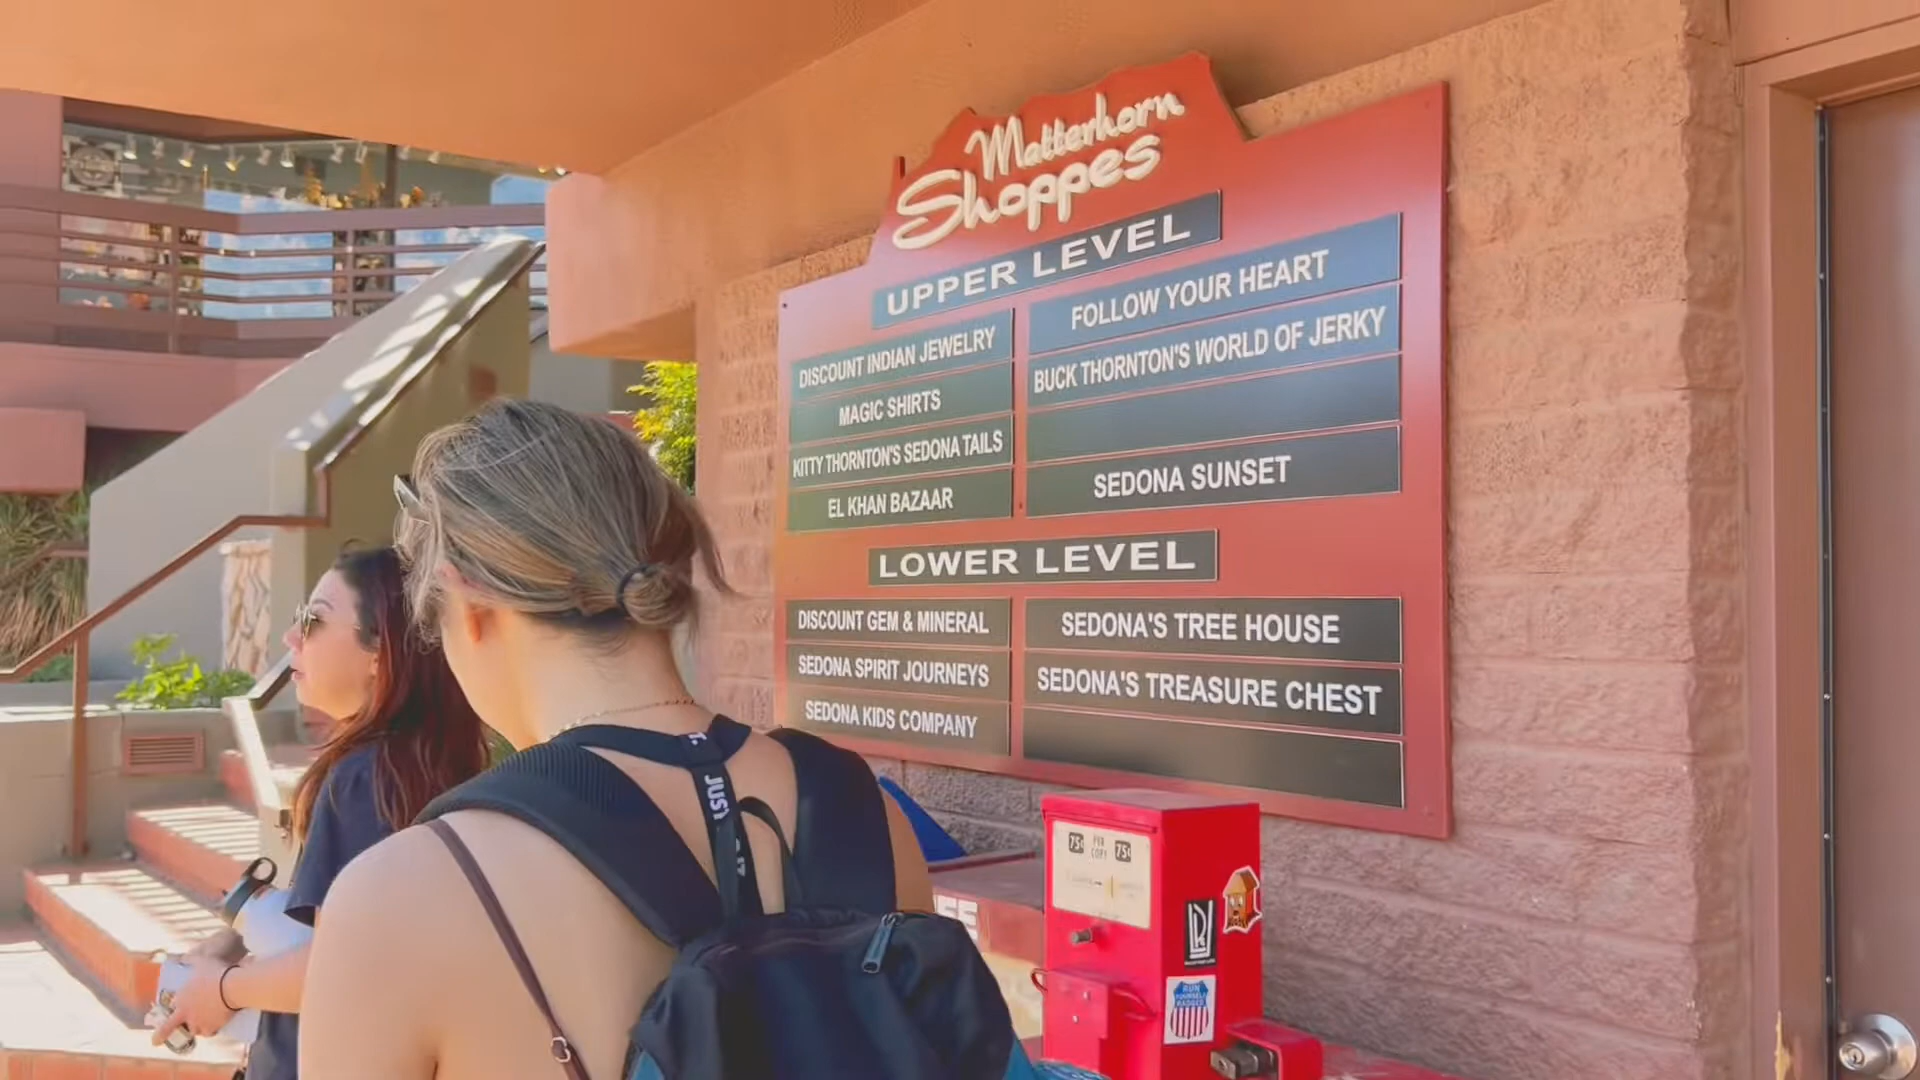 Matterhorn
Shoppes
UPPER LEVEL
DISCOUNT INDIAN JEWELRY
MAGIC SHIRTS
KITTY THORNTON'S SEDONA TAILS
EL KHAN BAZAAR
FOLLOW YOUR HEART
BUCK THORNTON'S WORLD OF JERKY
SEDONA SUNSET
LOWER LEVEL
DISCOUNT GEM & MINERAL
SEDONA SPIRIT JOURNEYS
SEDONA KIDS COMPANY
SEDONA'S TREE HOUSE
SEDONA'S TREASURE CHEST
75¢ PER COPY 75¢
RUN